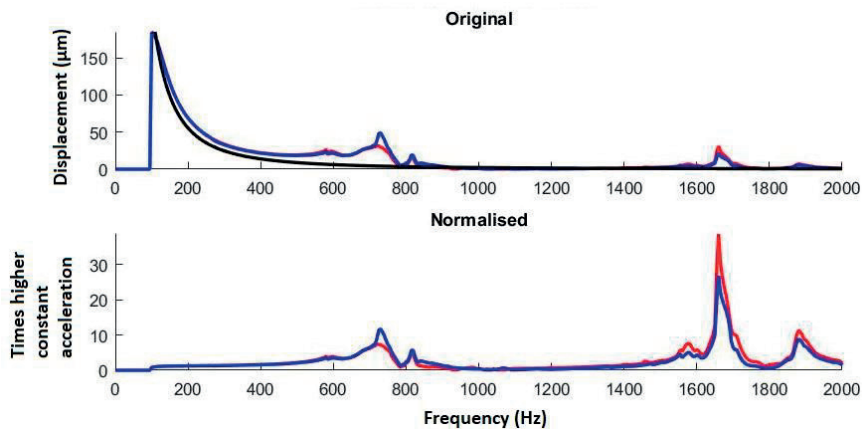 Original
Displacement (µm)
150
100
50
0
0 200 400 600 800 1000 1200 1400 1600 1800 2000
Normalised
Times higher
constant
acceleration
30
20
10
0
0 200 400 600 800 1000 1200 1400 1600 1800 2000
Frequency (Hz)